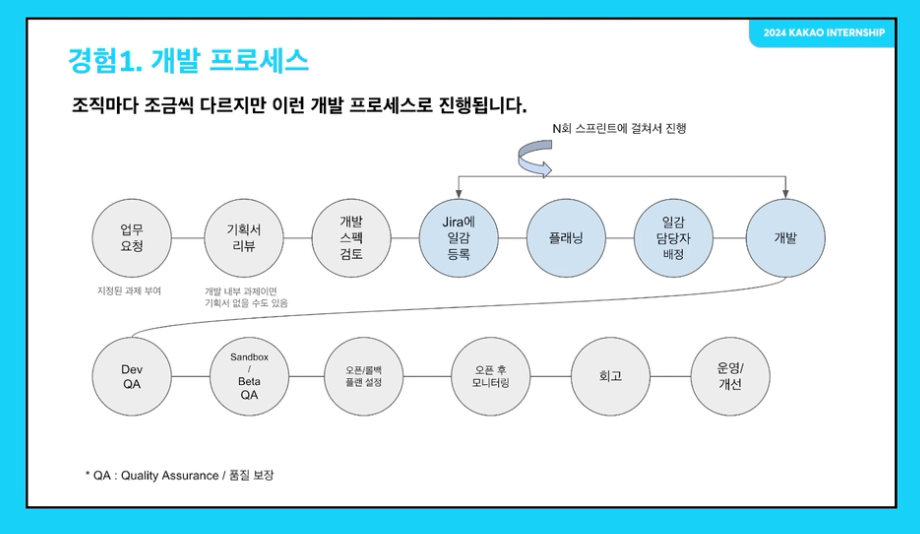 2024 KAKAO INTERNSHIP
경험1. 개발 프로세스
조직마다 조금씩 다르지만 이런 개발 프로세스로 진행됩니다.
N회 스프린트에 걸쳐서 진행
업무
요청
기획서
리뷰
개발
스펙
검토
Jira에
일감
등록
플래닝
일감
담당자
배정
개발
지정된 과제 부여
개발 내부 과제이면
기획서 없을 수도 있음
Dev
QA
Sandbox
/
Beta
QA
오픈/롤백
플랜 설정
오픈 후
모니터링
회고
운영/
개선
* QA : Quality Assurance / 품질 보장